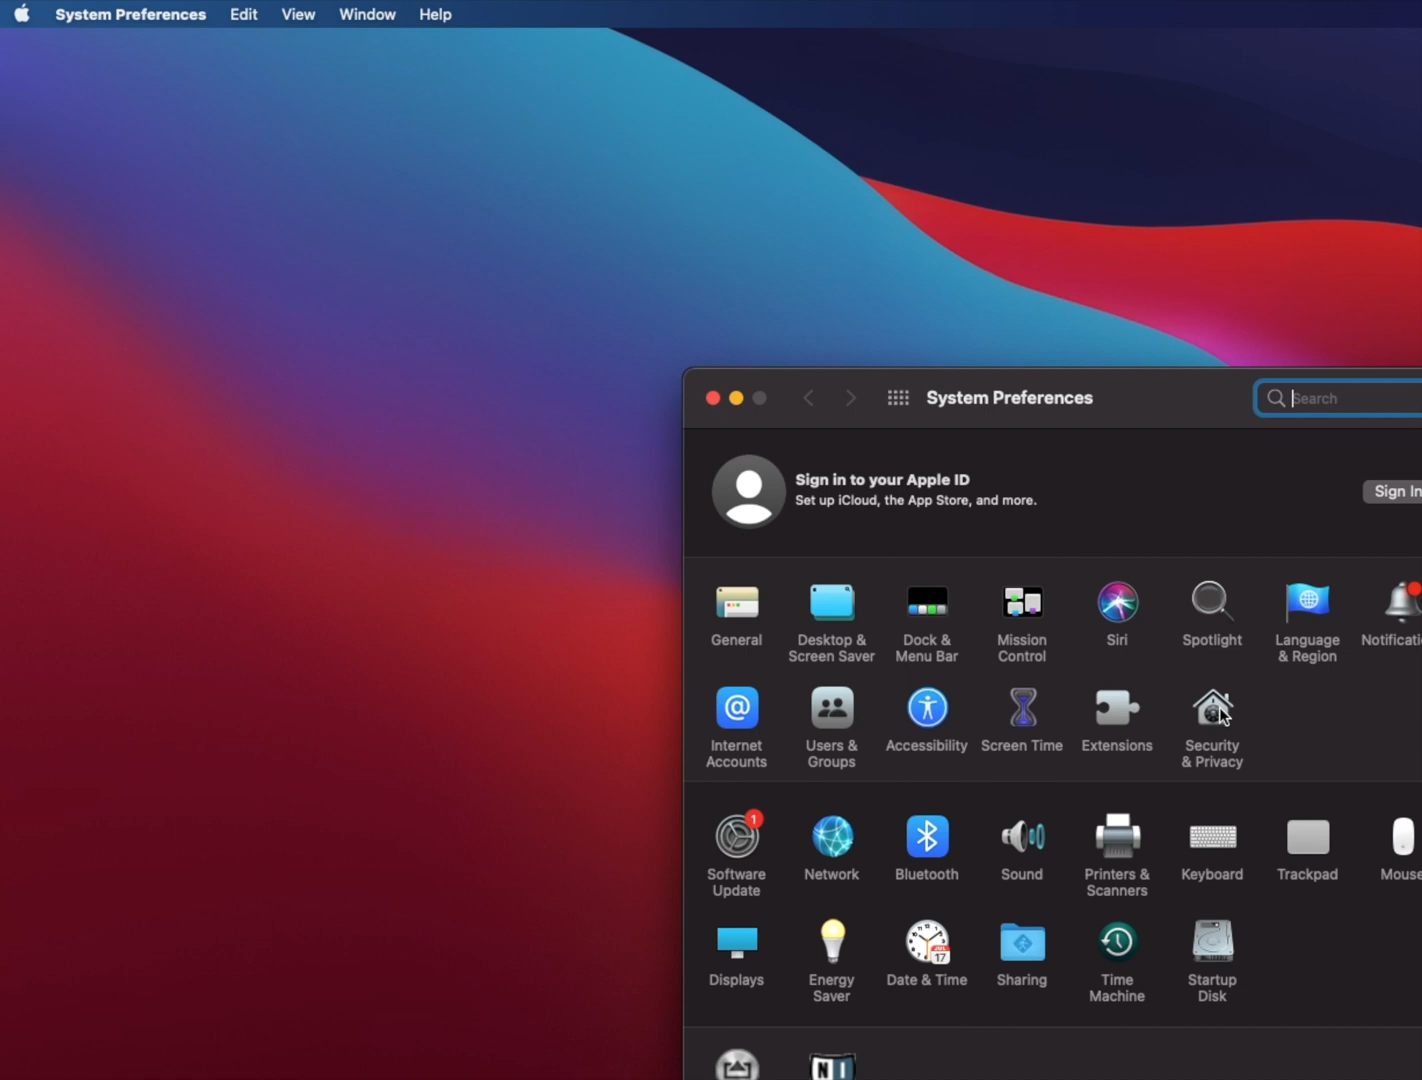 System Preferences Edit View Window Help
System Preferences
Search
Sign in to your Apple ID
Set up iCloud, the App Store, and more.
Sign In
General
Desktop &
Screen Saver
Dock &
Menu Bar
Mission
Control
Siri
Spotlight
Language
& Region
Notificati
Internet
Accounts
Users &
Groups
Accessibility
Screen Time
Extensions
Security
& Privacy
1
Software
Update
Network
Bluetooth
Sound
Printers &
Scanners
Keyboard
Trackpad
Mouse
Displays
Energy
Saver
JUL
17
Date & Time
Sharing
Time
Machine
Startup
Disk
N I